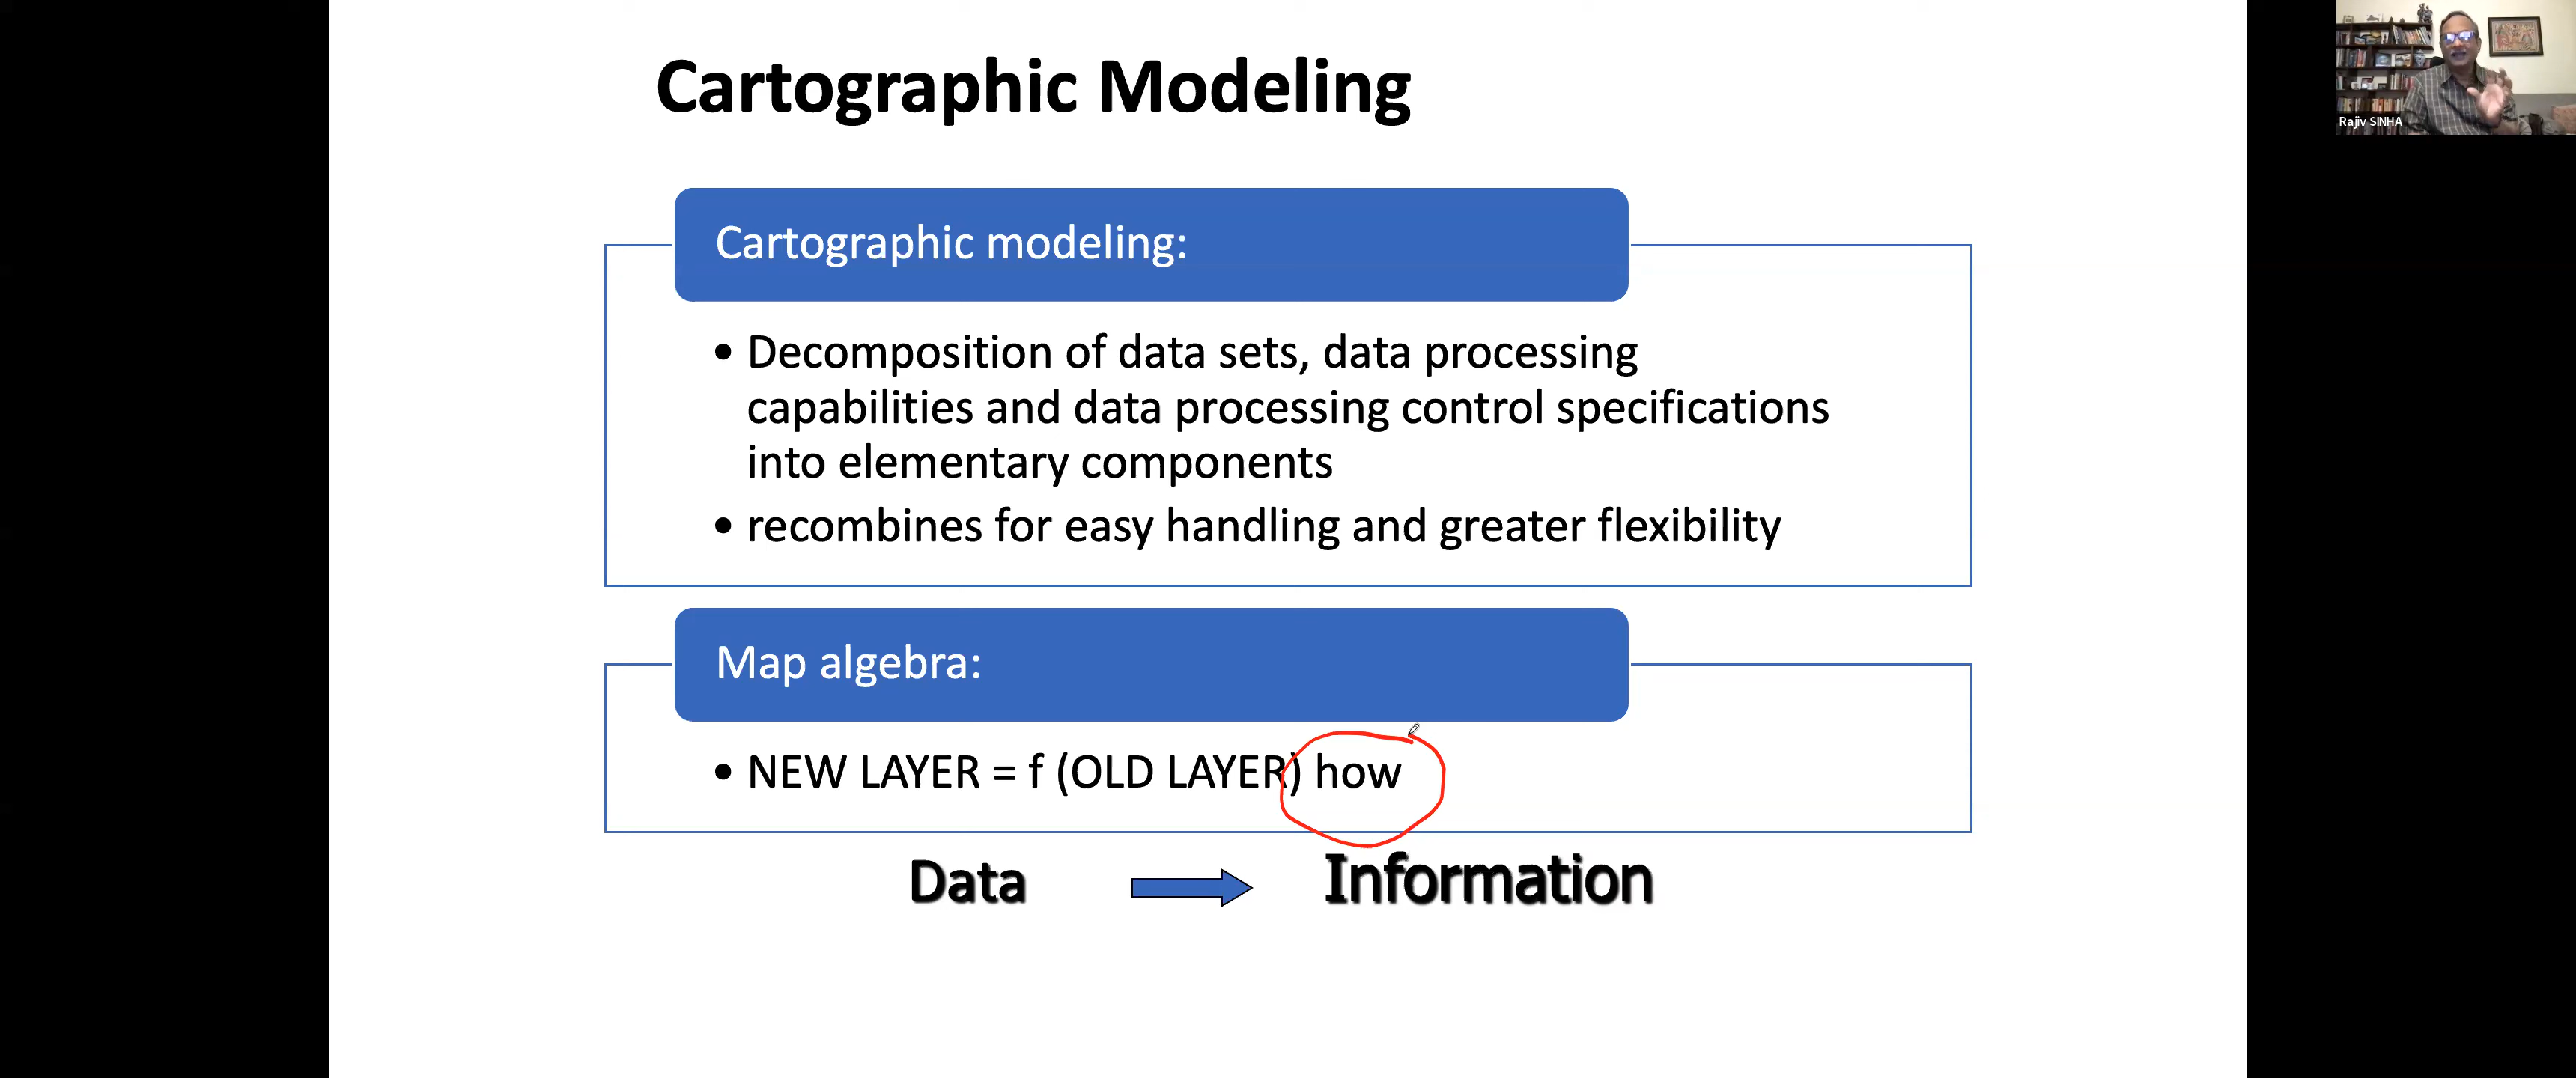 Cartographic Modeling
Rajiv SINHA
Cartographic modeling:
• Decomposition of data sets, data processing
capabilities and data processing control specifications
into elementary components
• recombines for easy handling and greater flexibility
Map algebra:
• NEW LAYER = f (OLD LAYER) how
Data
Information